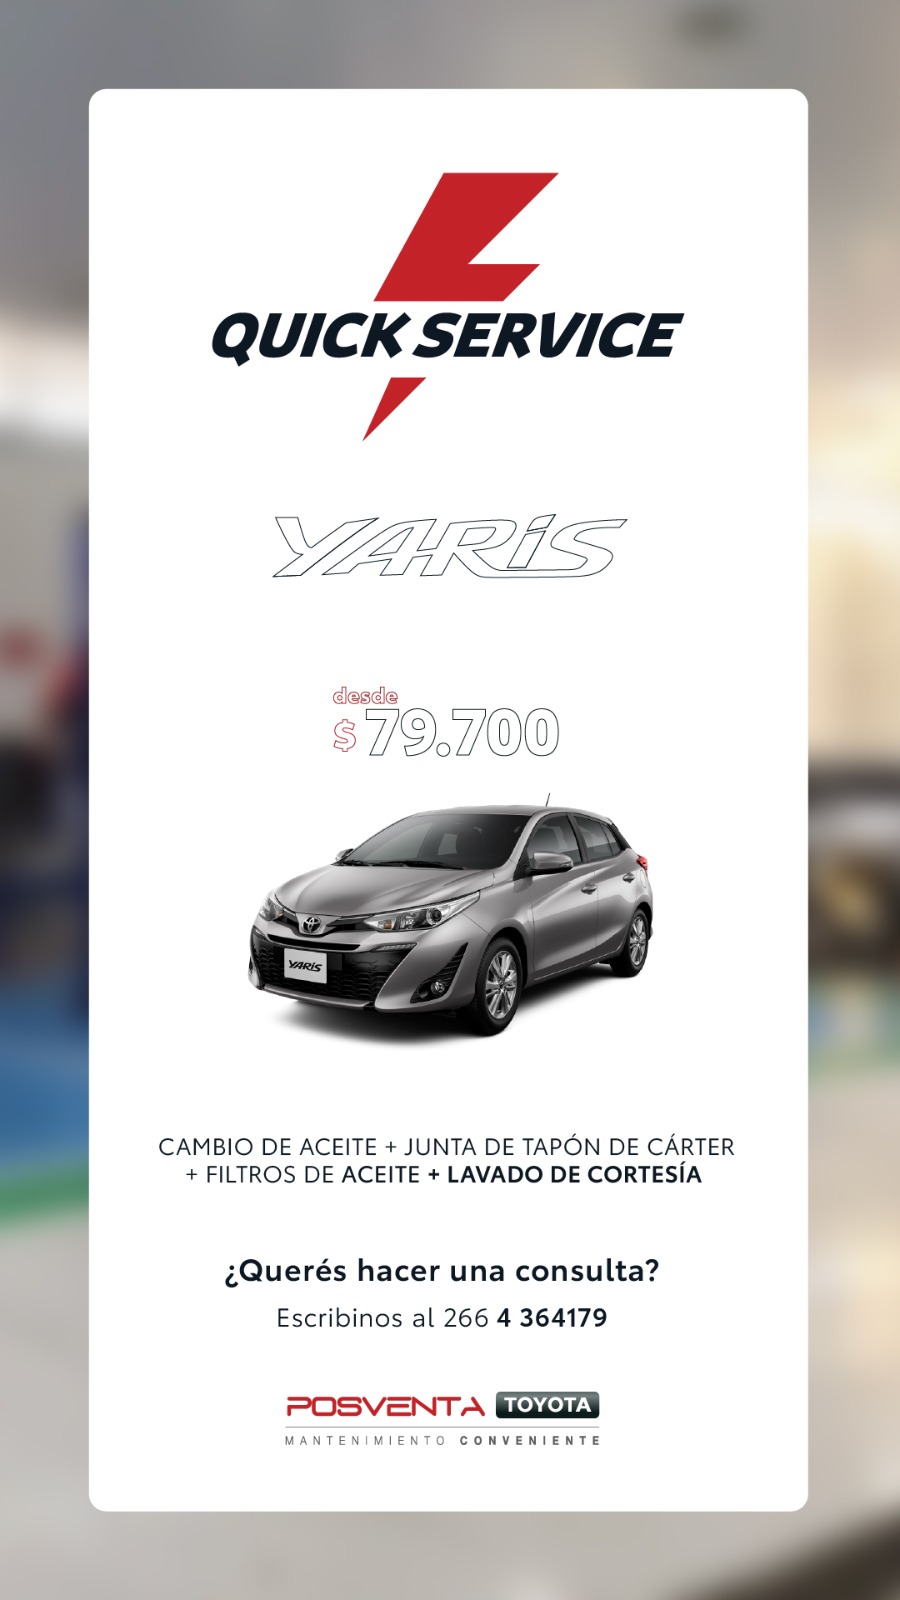 QUICK SERVICE
YARiS
desde
$ 79.700
YARiS
CAMBIO DE ACEITE + JUNTA DE TAPÓN DE CÁRTER
+ FILTROS DE ACEITE + LAVADO DE CORTESÍA
¿Querés hacer una consulta?
Escribinos al 266 4 364179
POSVENTA TOYOTA
MANTENIMIENTO CONVENIENTE